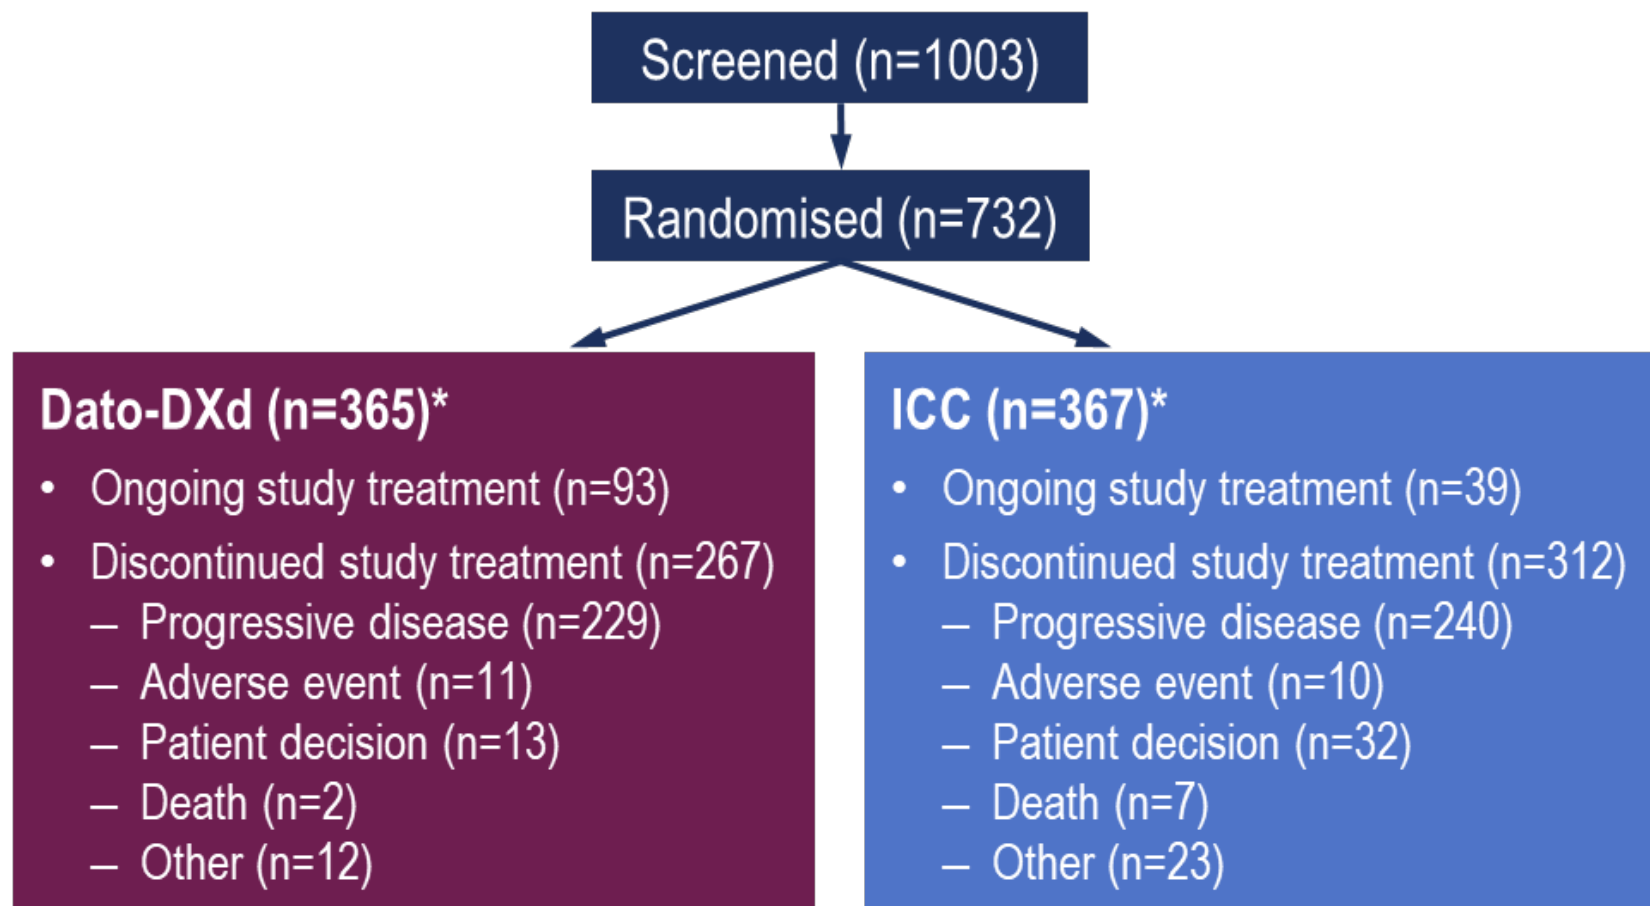 Screened (n=1003)
Randomised (n=732)
Dato-DXd (n=365)*
• Ongoing study treatment (n=93)
• Discontinued study treatment (n=267)
– Progressive disease (n=229)
– Adverse event (n=11)
– Patient decision (n=13)
– Death (n=2)
– Other (n=12)
ICC (n=367)*
• Ongoing study treatment (n=39)
• Discontinued study treatment (n=312)
– Progressive disease (n=240)
– Adverse event (n=10)
– Patient decision (n=32)
– Death (n=7)
– Other (n=23)